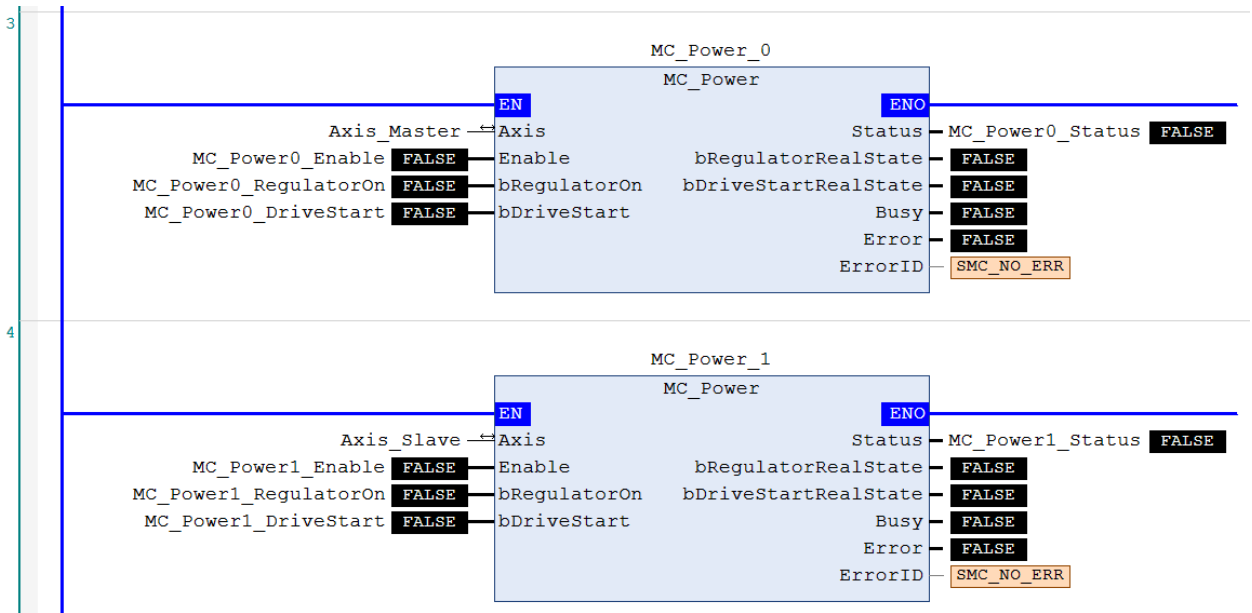 3
MC_Power_0
MC_Power
EN ENO
Axis_Master Axis Status MC_Power0_Status FALSE
MC_Power0_Enable FALSE Enable bRegulatorRealState FALSE
MC_Power0_RegulatorOn FALSE bRegulatorOn bDriveStartRealState FALSE
MC_Power0_DriveStart FALSE bDriveStart Busy FALSE
Error FALSE
ErrorID SMC_NO_ERR
4
MC_Power_1
MC_Power
EN ENO
Axis_Slave Axis Status MC_Power1_Status FALSE
MC_Power1_Enable FALSE Enable bRegulatorRealState FALSE
MC_Power1_RegulatorOn FALSE bRegulatorOn bDriveStartRealState FALSE
MC_Power1_DriveStart FALSE bDriveStart Busy FALSE
Error FALSE
ErrorID SMC_NO_ERR